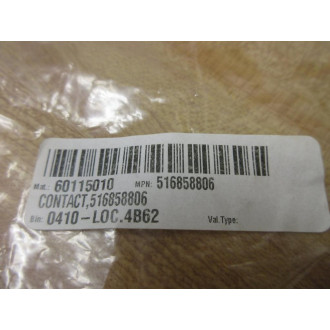 Mat.: 60115010 MPN: 516858806
CONTACT,516858806
Bin: 0410-LOC.4B62 Val.Type: